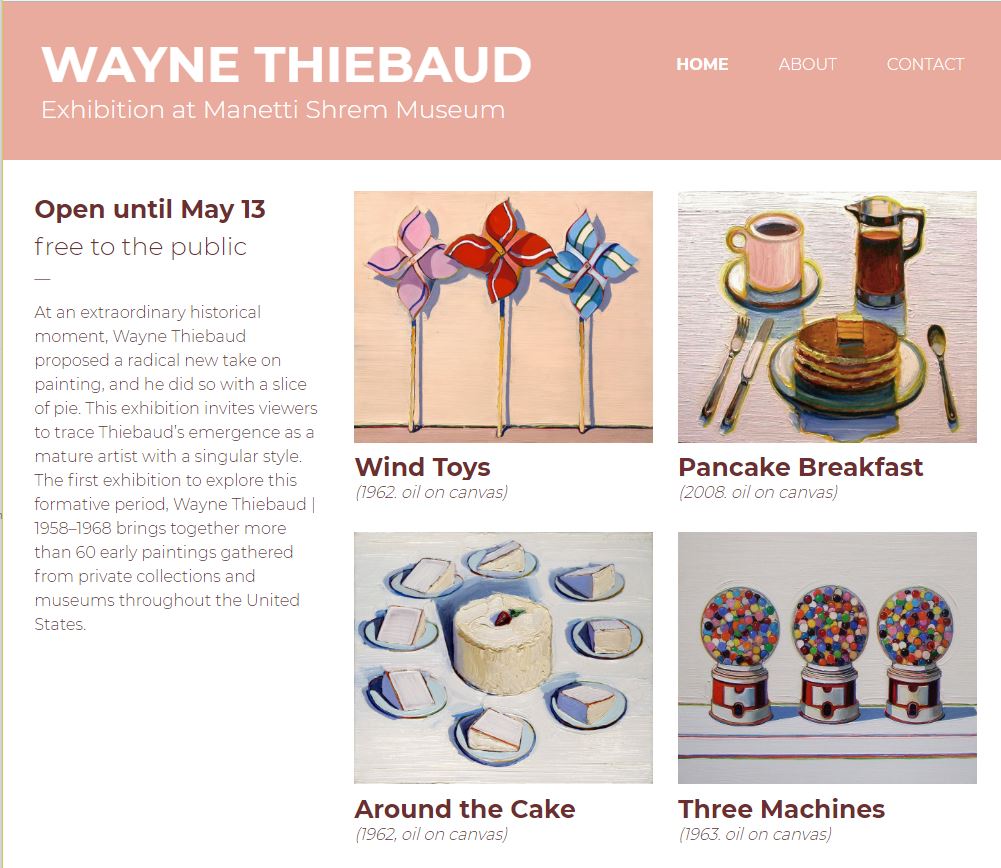 WAYNE THIEBAUD
Exhibition at Manetti Shrem Museum
HOME ABOUT CONTACT
Open until May 13
free to the public
—
At an extraordinary historical
moment, Wayne Thiebaud
proposed a radical new take on
painting, and he did so with a slice
of pie. This exhibition invites viewers
to trace Thiebaud's emergence as a
mature artist with a singular style.
The first exhibition to explore this
formative period, Wayne Thiebaud |
1958–1968 brings together more
than 60 early paintings gathered
from private collections and
museums throughout the United
States.
Wind Toys
(1962. oil on canvas)
Pancake Breakfast
(2008. oil on canvas)
Around the Cake
(1962, oil on canvas)
Three Machines
(1963. oil on canvas)